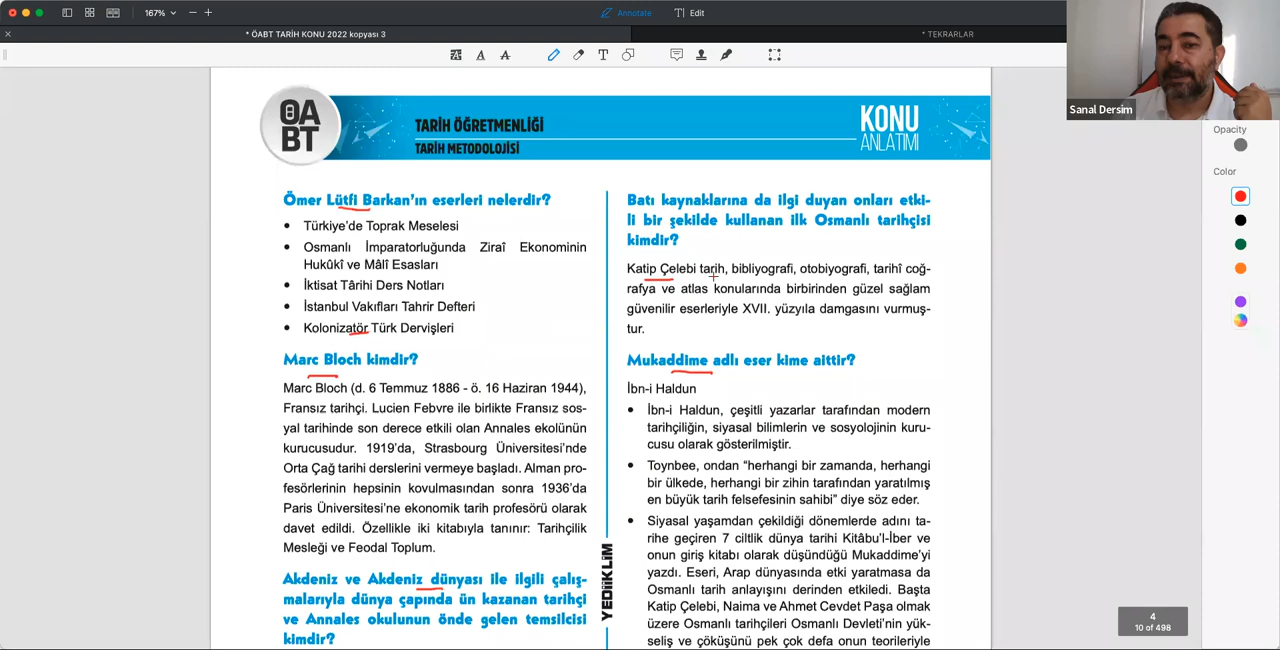 167%
Annotate
Edit
* ÖABT TARİH KONU 2022 kopyası 3
* TEKRARLAR
Sanal Dersim
Opacity
Color
ÖA
BT
TARİH ÖĞRETMENLİĞİ
TARİH METODOLOJİSİ
KONU
ANLATIMI
Ömer Lütfi Barkan'ın eserleri nelerdir?
• Türkiye'de Toprak Meselesi
• Osmanlı İmparatorluğunda Ziraî Ekonominin
Hukûkî ve Mâlî Esasları
• İktisat Târihi Ders Notları
• İstanbul Vakıfları Tahrir Defteri
• Kolonizatör Türk Dervişleri
Marc Bloch kimdir?
Marc Bloch (d. 6 Temmuz 1886 - ö. 16 Haziran 1944),
Fransız tarihçi. Lucien Febvre ile birlikte Fransız sos-
yal tarihinde son derece etkili olan Annales ekolünün
kurucusudur. 1919'da, Strasbourg Üniversitesi'nde
Orta Çağ tarihi derslerini vermeye başladı. Alman pro-
fesörlerinin hepsinin kovulmasından sonra 1936'da
Paris Üniversitesi'ne ekonomik tarih profesörü olarak
davet edildi. Özellikle iki kitabıyla tanınır: Tarihçilik
Mesleği ve Feodal Toplum.
Akdeniz ve Akdeniz dünyası ile ilgili çalış-
malarıyla dünya çapında ün kazanan tarihçi
ve Annales okulunun önde gelen temsilcisi
kimdir?
YEDİİKLİM
Batı kaynaklarına da ilgi duyan onları etki-
li bir şekilde kullanan ilk Osmanlı tarihçisi
kimdir?
Katip Çelebi tarih, bibliyografi, otobiyografi, tarihî coğ-
rafya ve atlas konularında birbirinden güzel sağlam
güvenilir eserleriyle XVII. yüzyıla damgasını vurmuş-
tur.
Mukaddime adlı eser kime aittir?
İbn-i Haldun
• İbn-i Haldun, çeşitli yazarlar tarafından modern
tarihçiliğin, siyasal bilimlerin ve sosyolojinin kuru-
cusu olarak gösterilmiştir.
• Toynbee, ondan “herhangi bir zamanda, herhangi
bir ülkede, herhangi bir zihin tarafından yaratılmış
en büyük tarih felsefesinin sahibi” diye söz eder.
• Siyasal yaşamdan çekildiği dönemlerde adını ta-
rihe geçiren 7 ciltlik dünya tarihi Kitâbu'l-İber ve
onun giriş kitabı olarak düşündüğü Mukaddime'yi
yazdı. Eseri, Arap dünyasında etki yaratmasa da
Osmanlı tarih anlayışını derinden etkiledi. Başta
Katip Çelebi, Naima ve Ahmet Cevdet Paşa olmak
üzere Osmanlı tarihçileri Osmanlı Devleti'nin yük-
seliş ve çöküşünü pek çok defa onun teorileriyle
4
10 of 498